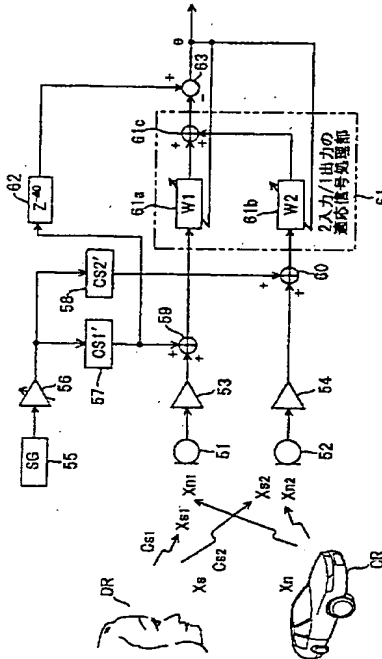 DR
Xs
Cs1
Xs1
Cs2
Xs2
Xn
Xn1
Xn2
CR
SG
55
56
57
CS1'
58
CS2'
51
52
53
54
59
60
62
Z⁻⁴⁰
61a
W1
61b
W2
61c
63
e
2入力/1出力の
適応信号処理部
61
+
+
+
+
+
+
+
-